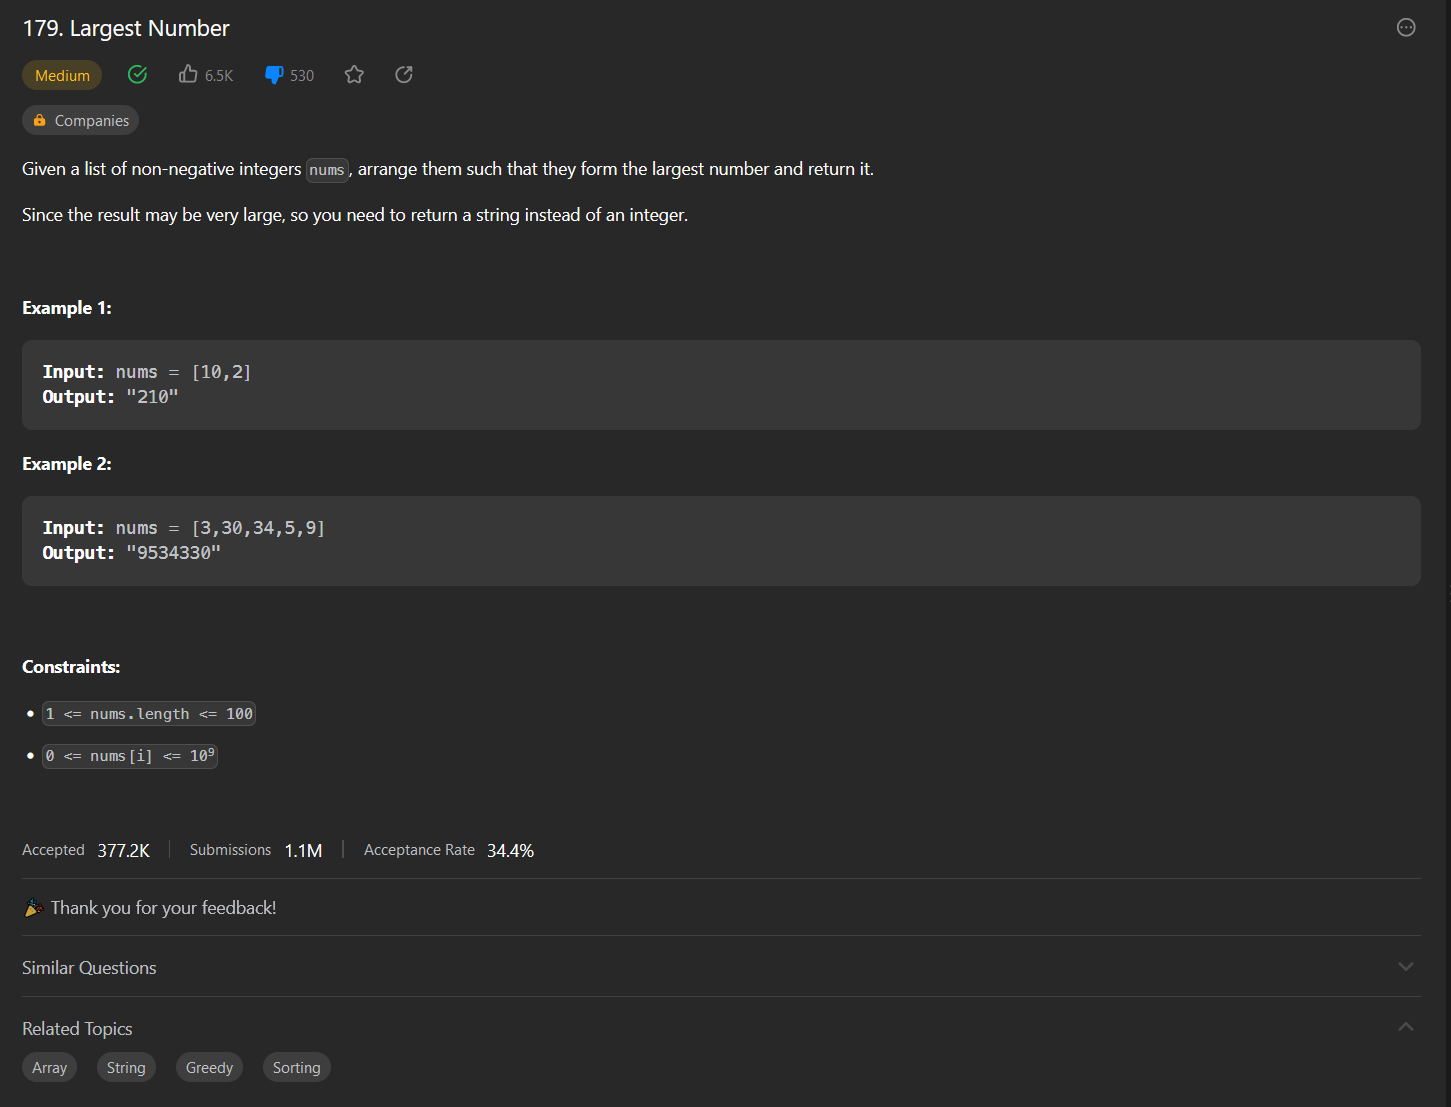 179. Largest Number
Medium 6.5K 530
Companies
Given a list of non-negative integers nums, arrange them such that they form the largest number and return it.
Since the result may be very large, so you need to return a string instead of an integer.
Example 1:
Input: nums = [10,2]
Output: "210"
Example 2:
Input: nums = [3,30,34,5,9]
Output: "9534330"
Constraints:
• 1 <= nums.length <= 100
• 0 <= nums[i] <= 10⁹
Accepted 377.2K | Submissions 1.1M | Acceptance Rate 34.4%
Thank you for your feedback!
Similar Questions
Related Topics
Array String Greedy Sorting